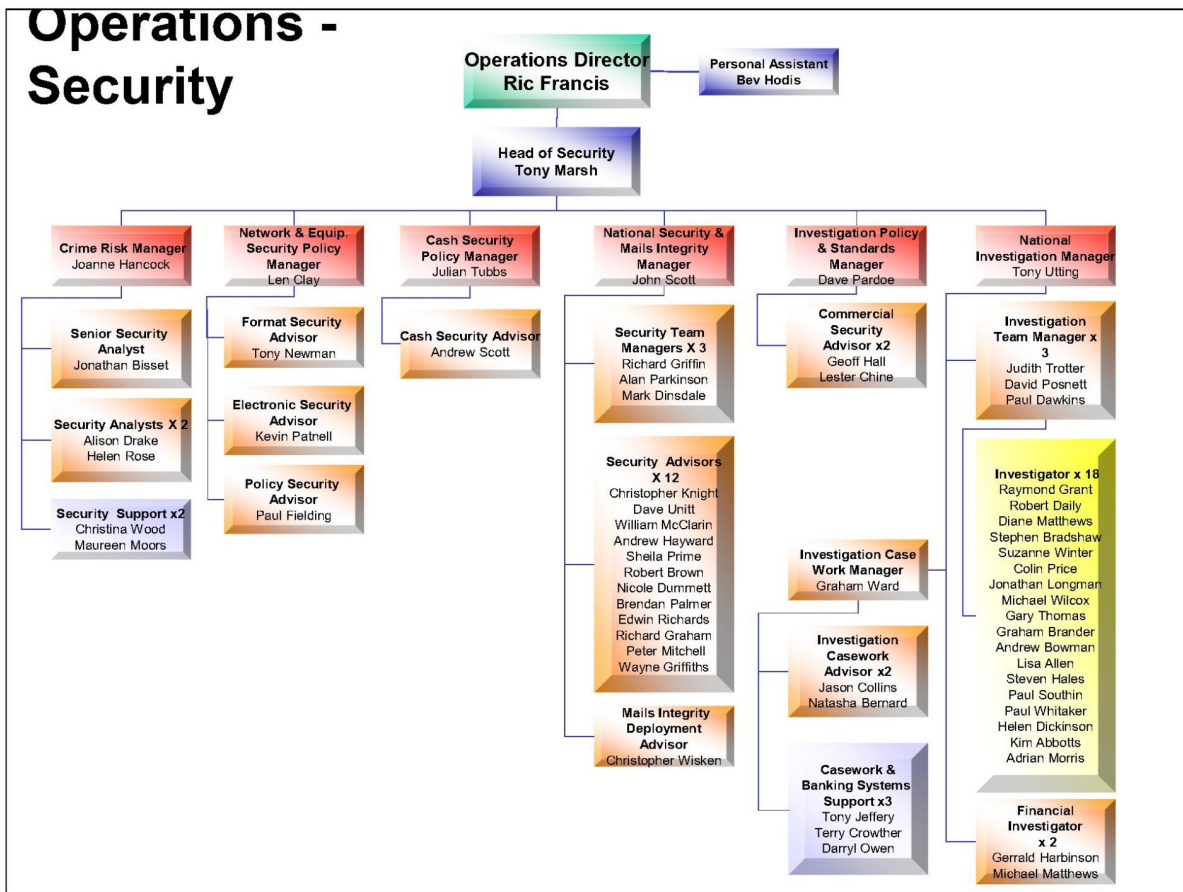 Operations -
Security
Operations Director
Ric Francis
Personal Assistant
Bev Hodis
Head of Security
Tony Marsh
Crime Risk Manager
Joanne Hancock
Senior Security
Analyst
Jonathan Bisset
Security Analysts X 2
Alison Drake
Helen Rose
Security Support x2
Christina Wood
Maureen Moors
Network & Equip.
Security Policy
Manager
Len Clay
Format Security
Advisor
Tony Newman
Electronic Security
Advisor
Kevin Patnell
Policy Security
Advisor
Paul Fielding
Cash Security
Policy Manager
Julian Tubbs
Cash Security Advisor
Andrew Scott
National Security &
Mails Integrity
Manager
John Scott
Security Team
Managers X 3
Richard Griffin
Alan Parkinson
Mark Dinsdale
Security Advisors
X 12
Christopher Knight
Dave Unitt
William McClarin
Andrew Hayward
Sheila Prime
Robert Brown
Nicole Dummett
Brendan Palmer
Edwin Richards
Richard Graham
Peter Mitchell
Wayne Griffiths
Mails Integrity
Deployment
Advisor
Christopher Wisken
Investigation Policy
& Standards
Manager
Dave Pardoe
Commercial
Security
Advisor x2
Geoff Hall
Lester Chine
National
Investigation Manager
Tony Utting
Investigation
Team Manager x
3
Judith Trotter
David Posnett
Paul Dawkins
Investigator x 18
Raymond Grant
Robert Daily
Diane Matthews
Stephen Bradshaw
Suzanne Winter
Colin Price
Jonathan Longman
Michael Wilcox
Gary Thomas
Graham Brander
Andrew Bowman
Lisa Allen
Steven Hales
Paul Southin
Paul Whitaker
Helen Dickinson
Kim Abbotts
Adrian Morris
Investigation Case
Work Manager
Graham Ward
Investigation
Casework
Advisor x2
Jason Collins
Natasha Bernard
Casework &
Banking Systems
Support x3
Tony Jeffery
Terry Crowther
Darryl Owen
Financial
Investigator
x 2
Gerrald Harbinson
Michael Matthews